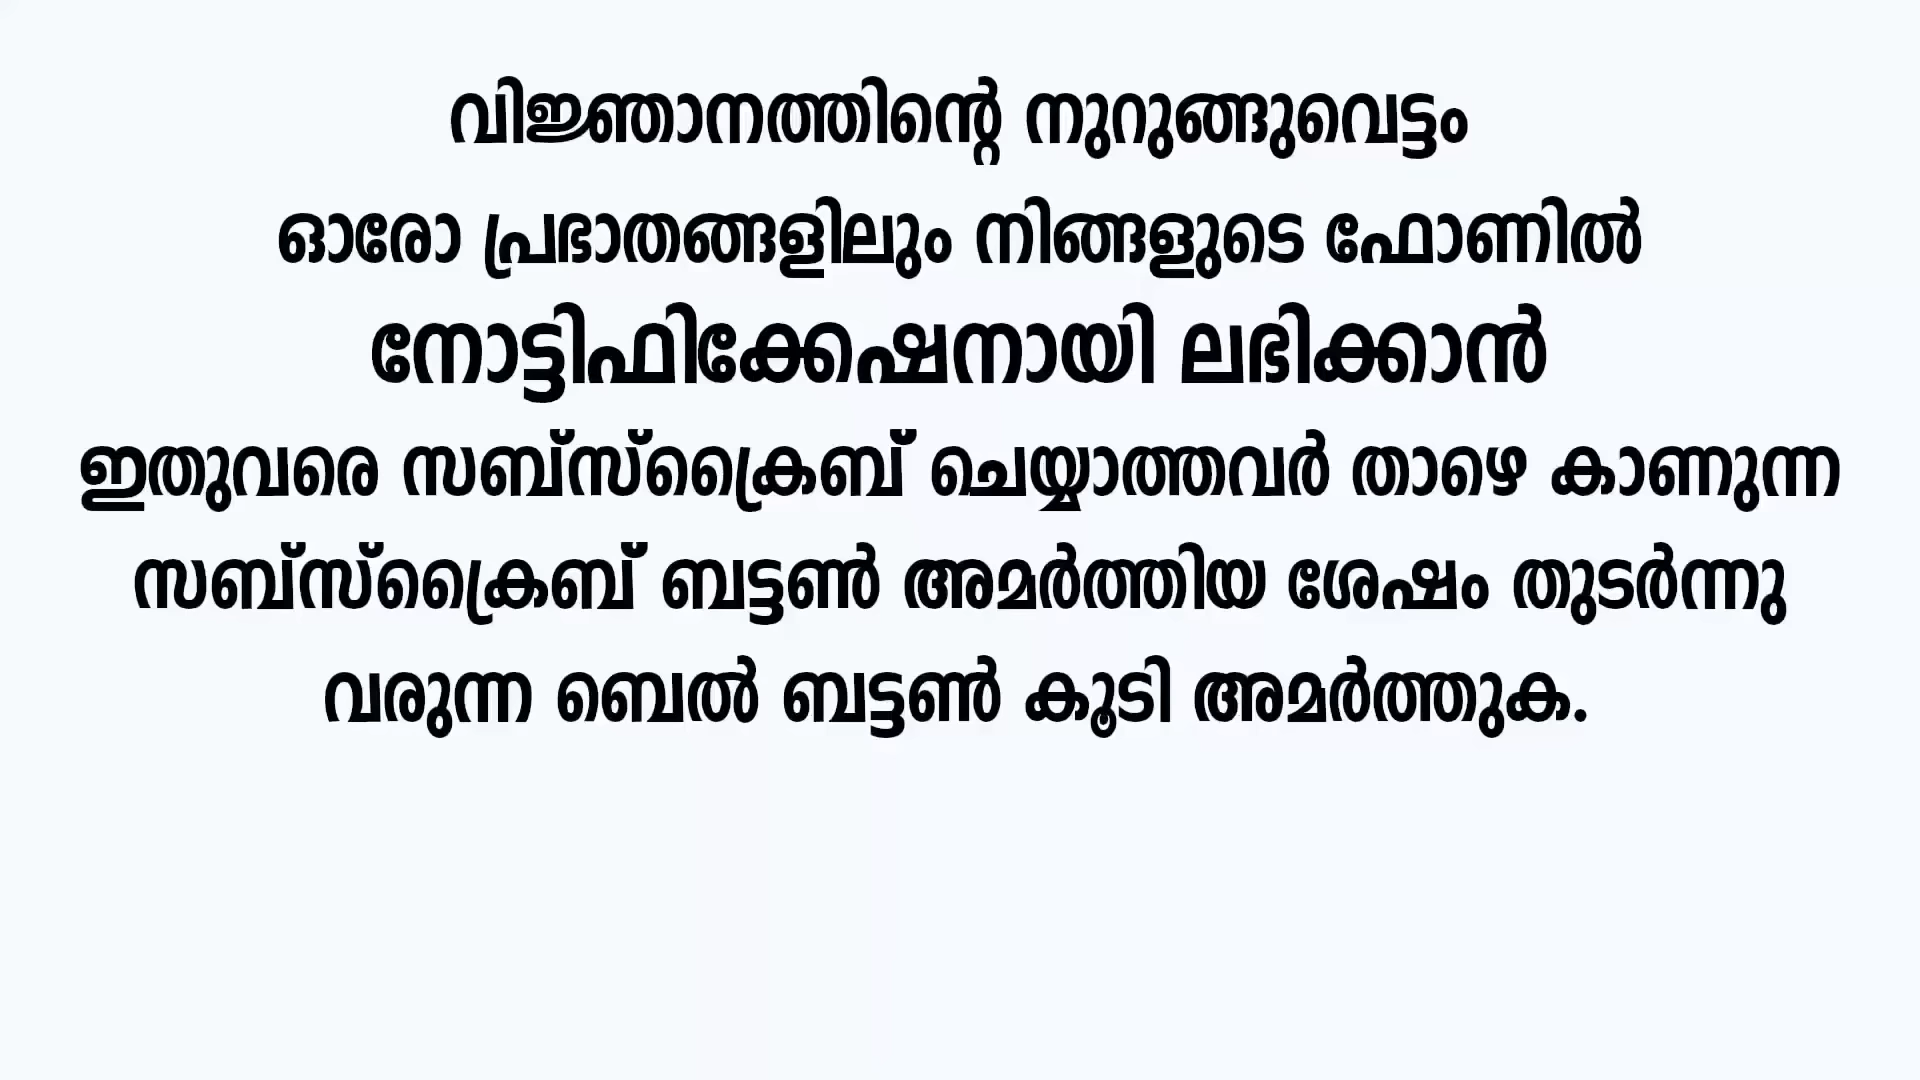 വിജ്ഞാനത്തിന്റെ നുറുങ്ങുവെട്ടം
ഓരോ പ്രഭാതങ്ങളിലും നിങ്ങളുടെ ഫോണിൽ
നോട്ടിഫിക്കേഷനായി ലഭിക്കാൻ
ഇതുവരെ സബ്സ്ക്രൈബ് ചെയ്യാത്തവർ താഴെ കാണുന്ന
സബ്സ്ക്രൈബ് ബട്ടൺ അമർത്തിയ ശേഷം തുടർന്നു
വരുന്ന ബെൽ ബട്ടൺ കൂടി അമർത്തുക.